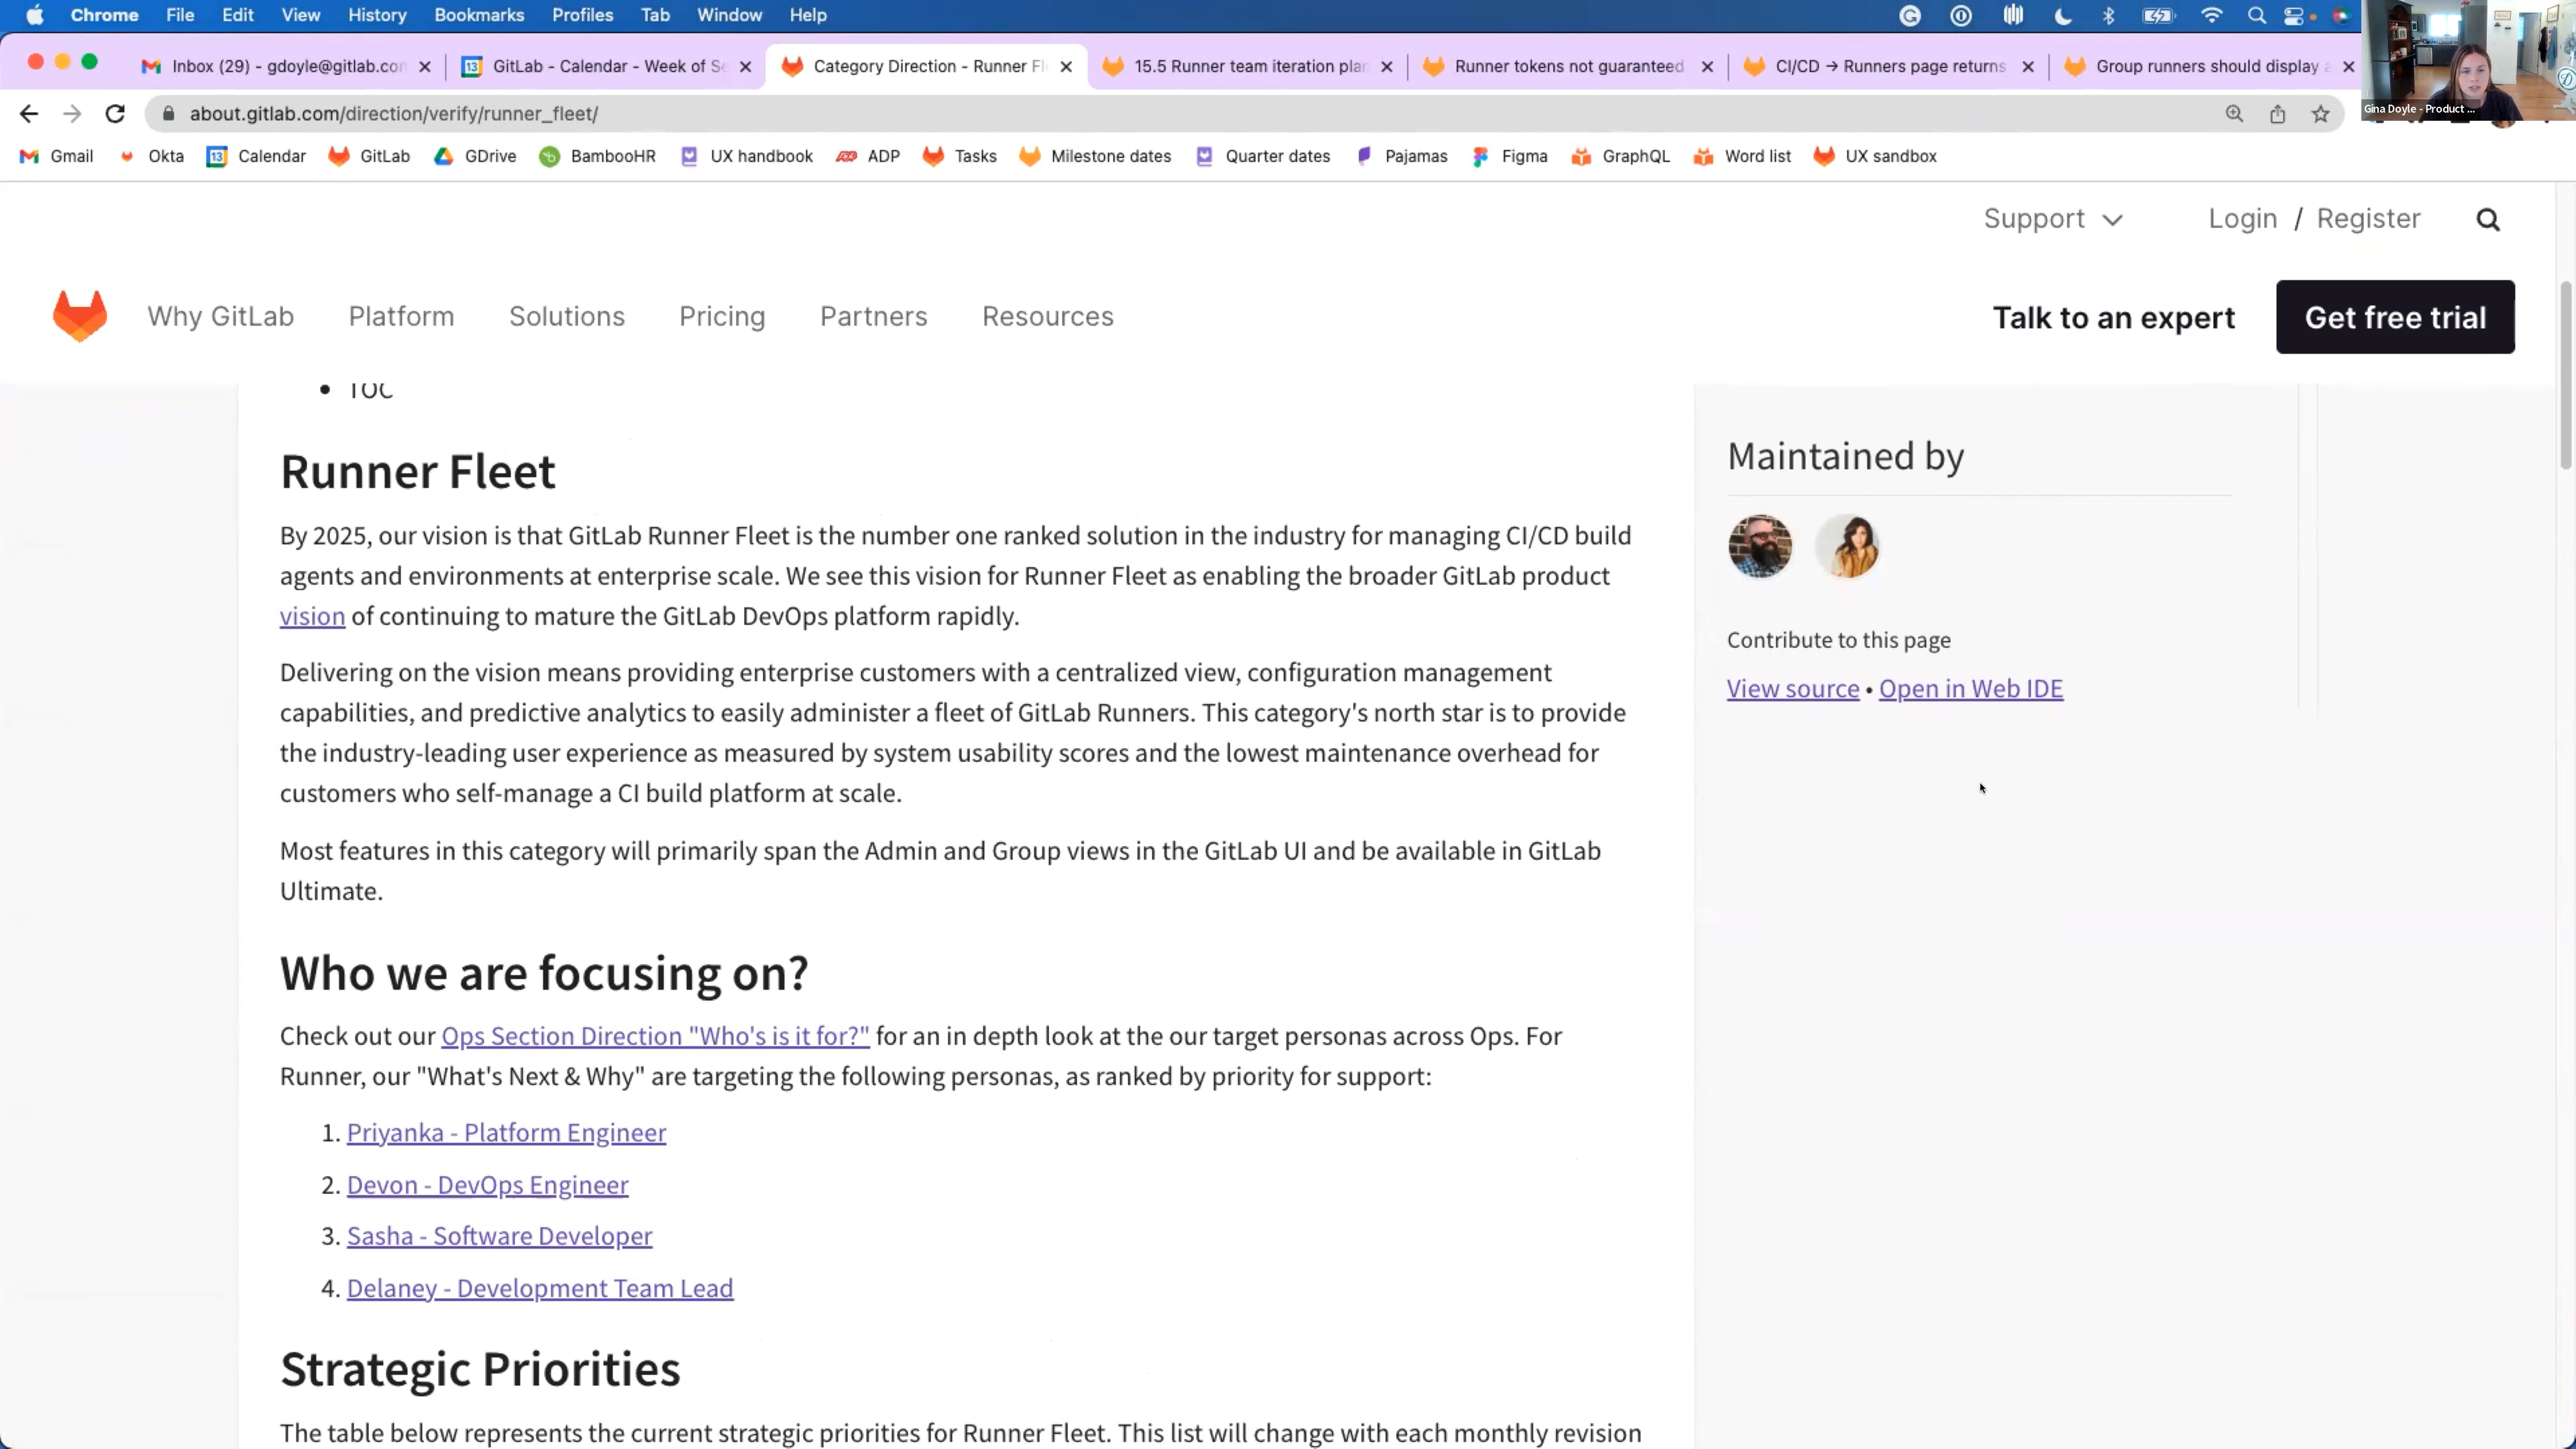 Chrome File Edit View History Bookmarks Profiles Tab Window Help
Inbox (29) - gdoyle@gitlab.con
GitLab - Calendar - Week of Se
Category Direction - Runner Fl
15.5 Runner team iteration plan
Runner tokens not guaranteed
CI/CD → Runners page returns
Group runners should display a
Gina Doyle - Product ...
about.gitlab.com/direction/verify/runner_fleet/
Gmail Okta Calendar GitLab GDrive BambooHR UX handbook ADP Tasks Milestone dates Quarter dates Pajamas Figma GraphQL Word list UX sandbox
Support Login / Register
Why GitLab Platform Solutions Pricing Partners Resources Talk to an expert Get free trial
• TOC
Runner Fleet
By 2025, our vision is that GitLab Runner Fleet is the number one ranked solution in the industry for managing CI/CD build
agents and environments at enterprise scale. We see this vision for Runner Fleet as enabling the broader GitLab product
vision of continuing to mature the GitLab DevOps platform rapidly.
Delivering on the vision means providing enterprise customers with a centralized view, configuration management
capabilities, and predictive analytics to easily administer a fleet of GitLab Runners. This category's north star is to provide
the industry-leading user experience as measured by system usability scores and the lowest maintenance overhead for
customers who self-manage a CI build platform at scale.
Most features in this category will primarily span the Admin and Group views in the GitLab UI and be available in GitLab
Ultimate.
Who we are focusing on?
Check out our Ops Section Direction "Who's is it for?" for an in depth look at the our target personas across Ops. For
Runner, our "What's Next & Why" are targeting the following personas, as ranked by priority for support:
1. Priyanka - Platform Engineer
2. Devon - DevOps Engineer
3. Sasha - Software Developer
4. Delaney - Development Team Lead
Strategic Priorities
The table below represents the current strategic priorities for Runner Fleet. This list will change with each monthly revision
Maintained by
Contribute to this page
View source • Open in Web IDE